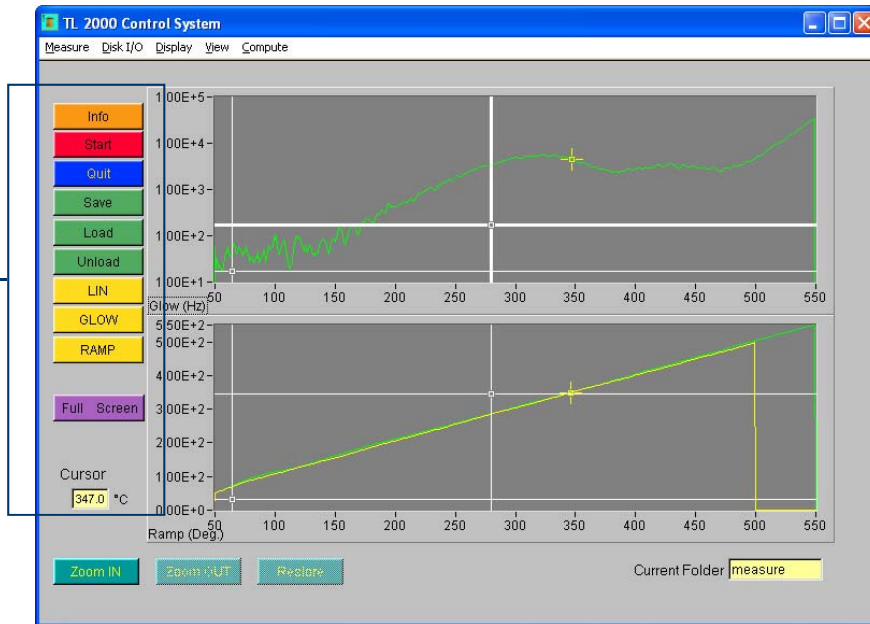 TL 2000 Control System
Measure Disk I/O Display View Compute
Info
Start
Quit
Save
Load
Unload
LIN
GLOW
RAMP
Full Screen
Cursor
347.0 °C
1.00E+5
1.00E+4
1.00E+3
1.00E+2
1.00E+1
50 100 150 200 250 300 350 400 450 500 550
Glow (Hz)
5.50E+2
5.00E+2
4.00E+2
3.00E+2
2.00E+2
1.00E+2
0.00E+0
50 100 150 200 250 300 350 400 450 500 550
Ramp (Deg.)
Zoom IN Zoom OUT Restore Current Folder measure